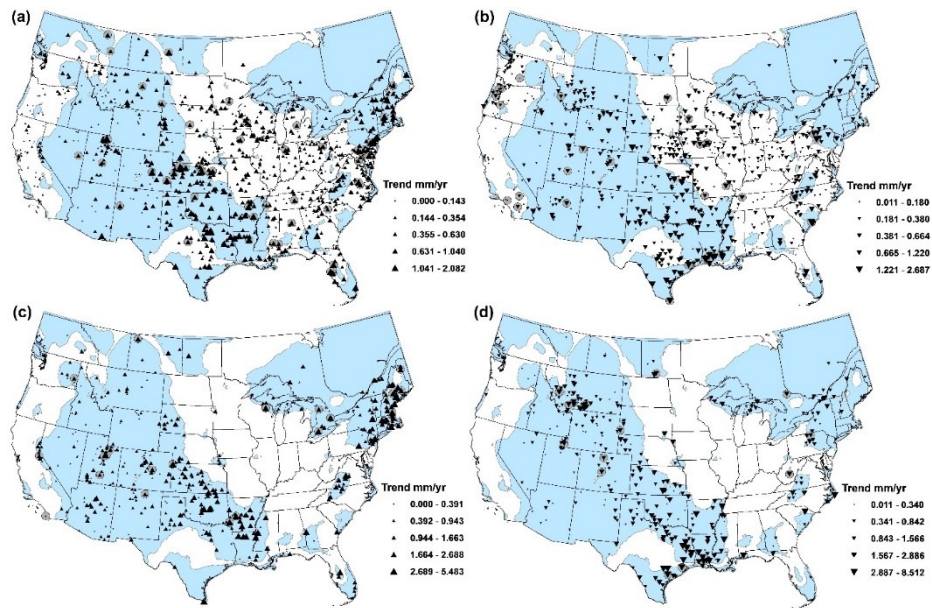 (a)
Trend mm/yr
0.000 - 0.143
0.144 - 0.354
0.355 - 0.630
0.631 - 1.040
1.041 - 2.082
(b)
Trend mm/yr
0.011 - 0.180
0.181 - 0.380
0.381 - 0.664
0.665 - 1.220
1.221 - 2.687
(c)
Trend mm/yr
0.000 - 0.391
0.392 - 0.943
0.944 - 1.663
1.664 - 2.688
2.689 - 5.483
(d)
Trend mm/yr
0.011 - 0.340
0.341 - 0.842
0.843 - 1.566
1.567 - 2.886
2.887 - 8.512